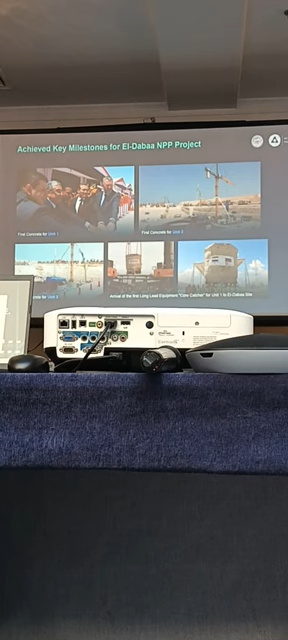 Achieved Key Milestones for El-Dabaa NPP Project
First Concrete for Unit 1
First Concrete for Unit 2
Arrival of the first Long Lead Equipment "Core Catcher" for Unit 1 to El-Dabaa Site